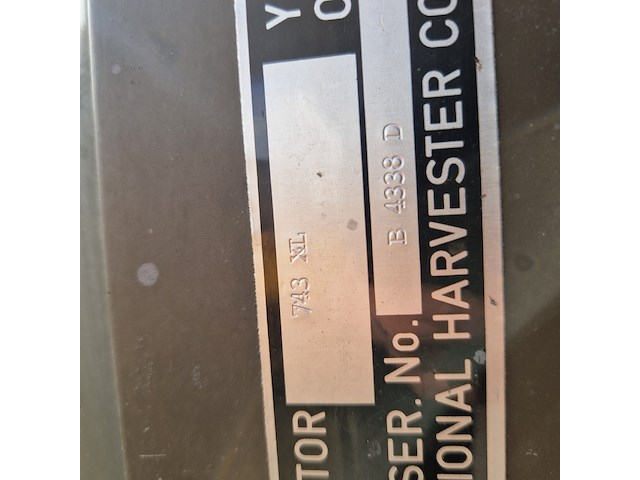 TOR 743 XL Y
SER. No. B 4338 D O
IONAL HARVESTER CO